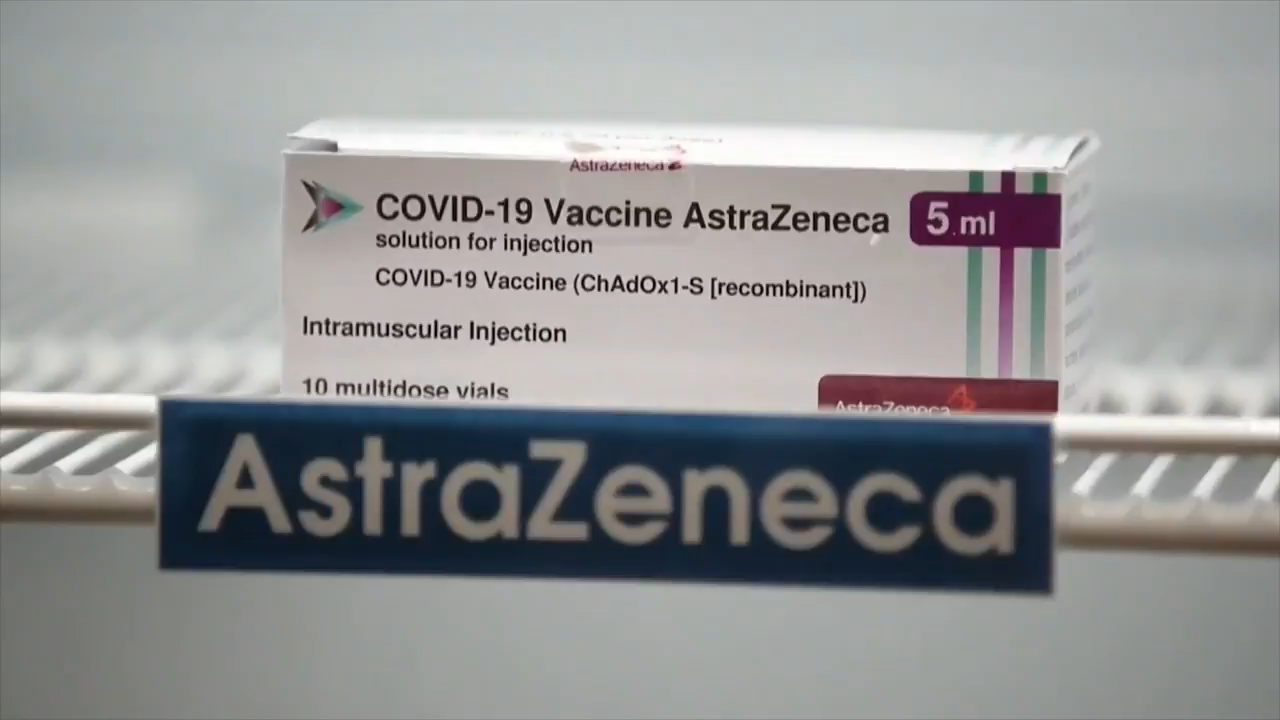 AstraZeneca
COVID-19 Vaccine AstraZeneca
5 ml
solution for injection
COVID-19 Vaccine (ChAdOx1-S [recombinant])
Intramuscular Injection
10 multidose vials
AstraZeneca
AstraZeneca